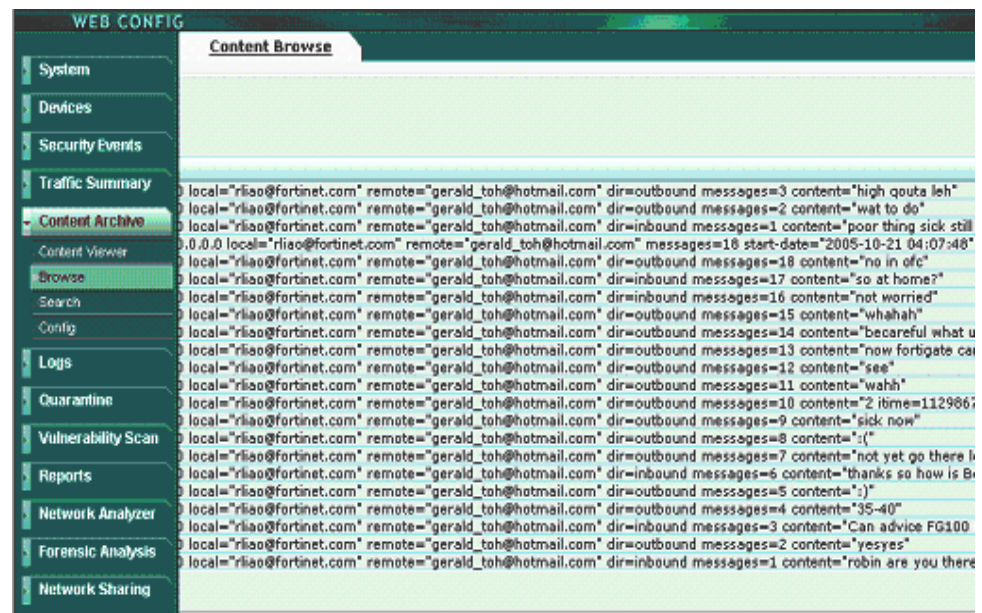 WEB CONFIG
Content Browse
System
Devices
Security Events
Traffic Summary
Content Archive
Content Viewer
Browse
Search
Config
Logs
Quarantine
Vulnerability Scan
Reports
Network Analyzer
Forensic Analysis
Network Sharing
local="rliao@fortinet.com" remote="gerald_toh@hotmail.com" dir=outbound messages=3 content="high qouta leh"
local="rliao@fortinet.com" remote="gerald_toh@hotmail.com" dir=outbound messages=2 content="wat to do"
local="rliao@fortinet.com" remote="gerald_toh@hotmail.com" dir=outbound messages=1 content="poor thing sick still
0.0.0.0 local="rliao@fortinet.com" remote="gerald_toh@hotmail.com" messages=18 start-date="2005-10-21 04:07:48"
local="rliao@fortinet.com" remote="gerald_toh@hotmail.com" dir=outbound messages=18 content="no in ofc"
local="rliao@fortinet.com" remote="gerald_toh@hotmail.com" dir=inbound messages=17 content="so at home?"
local="rliao@fortinet.com" remote="gerald_toh@hotmail.com" dir=inbound messages=16 content="not worried"
local="rliao@fortinet.com" remote="gerald_toh@hotmail.com" dir=outbound messages=15 content="whahah"
local="rliao@fortinet.com" remote="gerald_toh@hotmail.com" dir=outbound messages=14 content="becareful what u
local="rliao@fortinet.com" remote="gerald_toh@hotmail.com" dir=outbound messages=13 content="now fortigate ca
local="rliao@fortinet.com" remote="gerald_toh@hotmail.com" dir=outbound messages=12 content="see"
local="rliao@fortinet.com" remote="gerald_toh@hotmail.com" dir=outbound messages=11 content="wahh"
local="rliao@fortinet.com" remote="gerald_toh@hotmail.com" dir=outbound messages=10 content="2 itime=1129867
local="rliao@fortinet.com" remote="gerald_toh@hotmail.com" dir=outbound messages=9 content="sick now"
local="rliao@fortinet.com" remote="gerald_toh@hotmail.com" dir=outbound messages=8 content=":("
local="rliao@fortinet.com" remote="gerald_toh@hotmail.com" dir=outbound messages=7 content="not yet go there l
local="rliao@fortinet.com" remote="gerald_toh@hotmail.com" dir=inbound messages=6 content="thanks so how is B
local="rliao@fortinet.com" remote="gerald_toh@hotmail.com" dir=outbound messages=5 content=":)"
local="rliao@fortinet.com" remote="gerald_toh@hotmail.com" dir=outbound messages=4 content="35-40"
local="rliao@fortinet.com" remote="gerald_toh@hotmail.com" dir=inbound messages=3 content="Can advice FG100
local="rliao@fortinet.com" remote="gerald_toh@hotmail.com" dir=outbound messages=2 content="yesyes"
local="rliao@fortinet.com" remote="gerald_toh@hotmail.com" dir=inbound messages=1 content="robin are you there